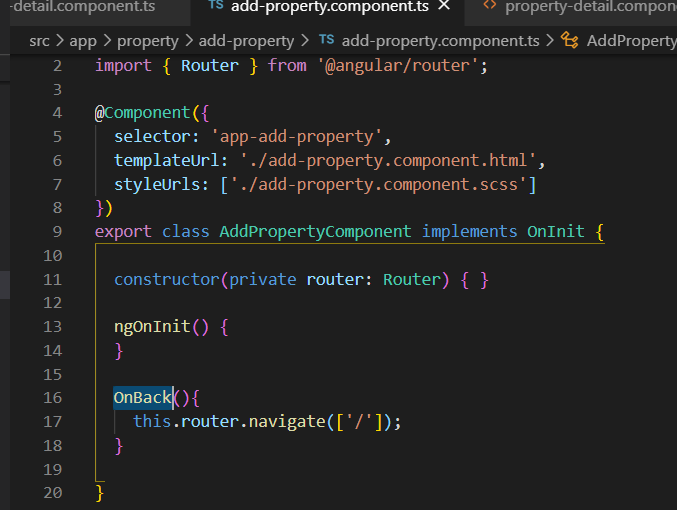 -detail.component.ts
TS add-property.component.ts ×
<> property-detail.compon
src > app > property > add-property > TS add-property.component.ts > AddProperty
2 import { Router } from '@angular/router';
3
4 @Component({
5 selector: 'app-add-property',
6 templateUrl: './add-property.component.html',
7 styleUrls: ['./add-property.component.scss']
8 })
9 export class AddPropertyComponent implements OnInit {
10
11 constructor(private router: Router) { }
12
13 ngOnInit() {
14 }
15
16 OnBack(){
17 this.router.navigate(['/']);
18 }
19
20 }